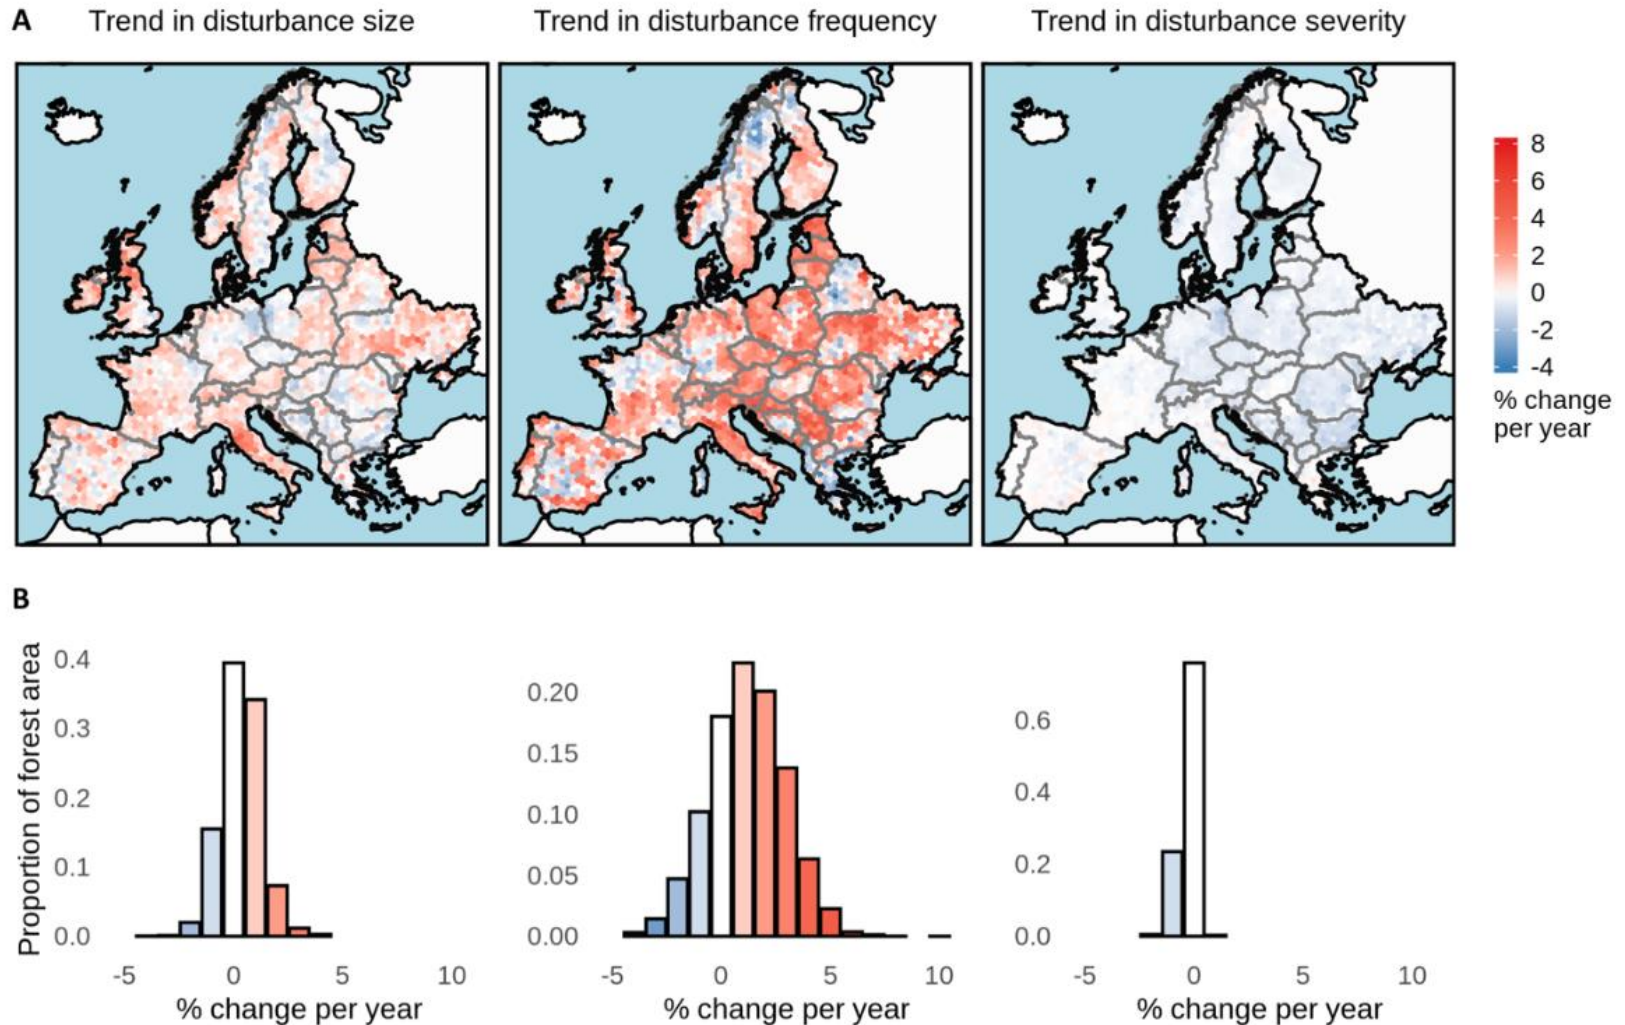 A
Trend in disturbance size
Trend in disturbance frequency
Trend in disturbance severity
8
6
4
2
0
-2
-4
% change
per year
B
Proportion of forest area
0.4
0.3
0.2
0.1
0.0
-5 0 5 10
% change per year
0.20
0.15
0.10
0.05
0.00
-5 0 5 10
% change per year
0.6
0.4
0.2
0.0
-5 0 5 10
% change per year